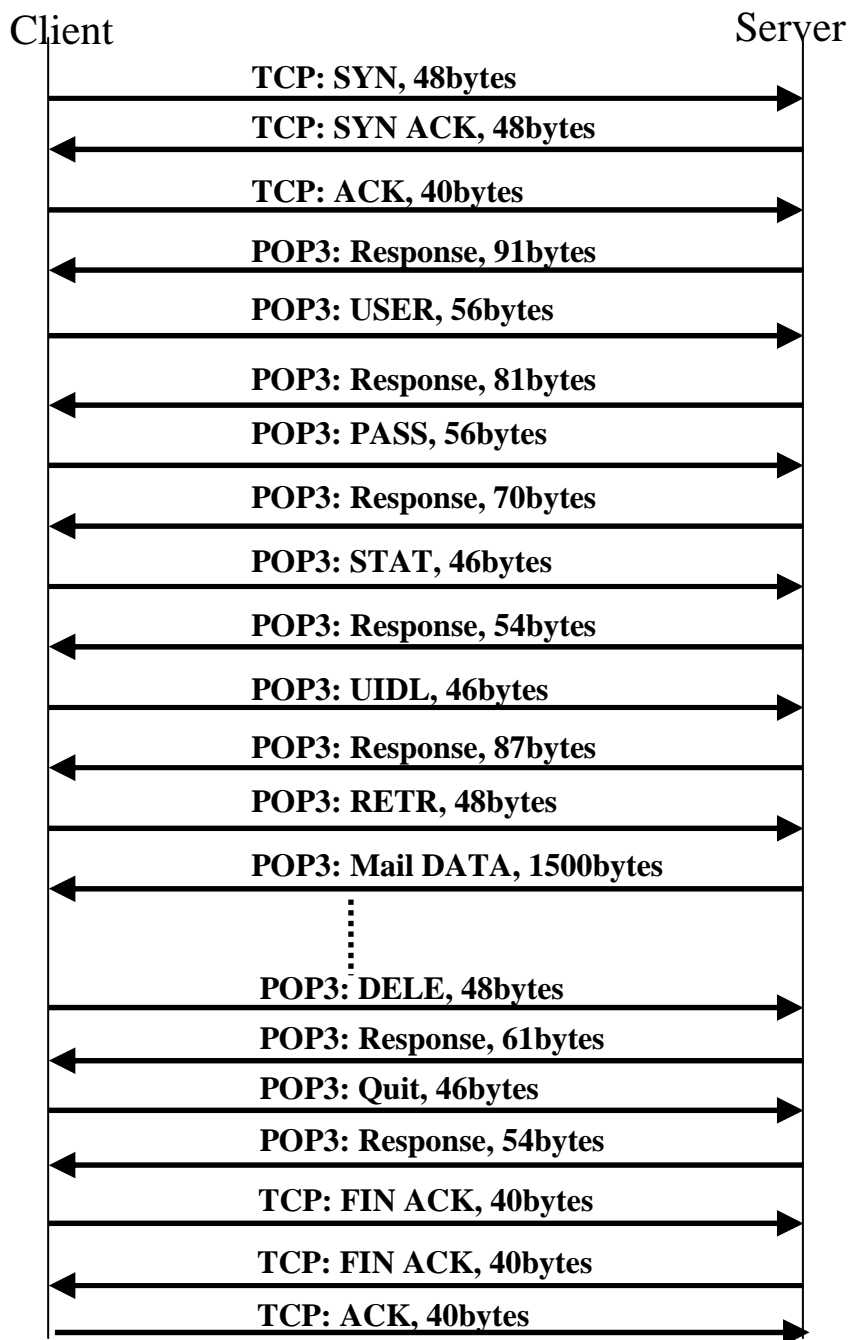 Client Server
TCP: SYN, 48bytes
TCP: SYN ACK, 48bytes
TCP: ACK, 40bytes
POP3: Response, 91bytes
POP3: USER, 56bytes
POP3: Response, 81bytes
POP3: PASS, 56bytes
POP3: Response, 70bytes
POP3: STAT, 46bytes
POP3: Response, 54bytes
POP3: UIDL, 46bytes
POP3: Response, 87bytes
POP3: RETR, 48bytes
POP3: Mail DATA, 1500bytes
POP3: DELE, 48bytes
POP3: Response, 61bytes
POP3: Quit, 46bytes
POP3: Response, 54bytes
TCP: FIN ACK, 40bytes
TCP: FIN ACK, 40bytes
TCP: ACK, 40bytes